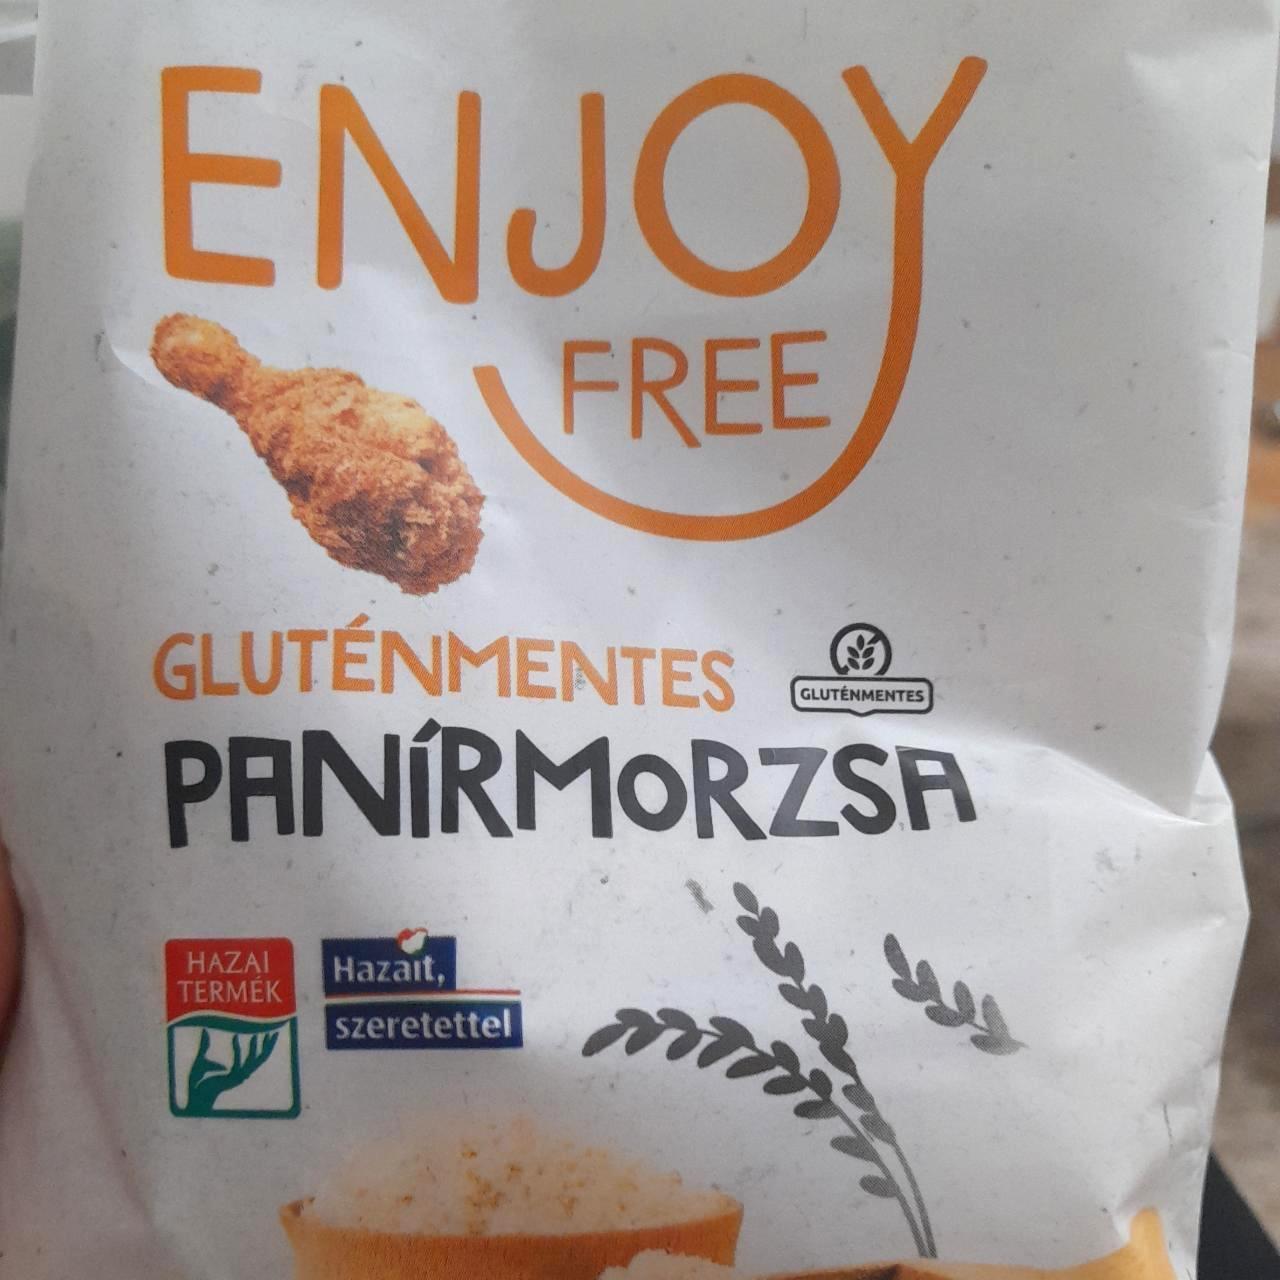 ENJOY
FREE
GLUTÉNMENTES
GLUTÉNMENTES
PANÍRMORZSA
HAZAI
TERMÉK
Hazait,
szeretettel